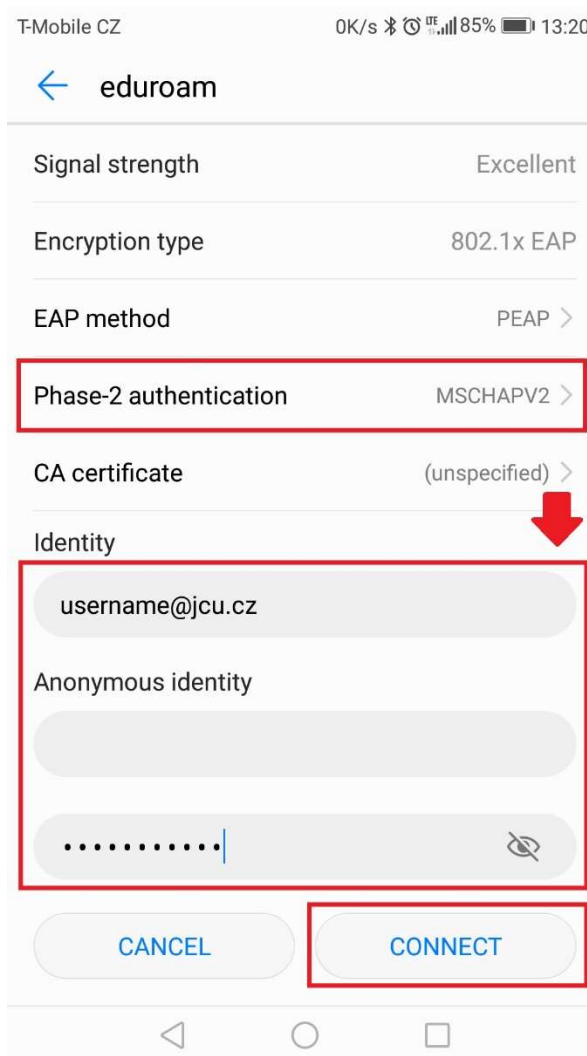 T-Mobile CZ 0K/s LTE 85% 13:20
eduroam
Signal strength Excellent
Encryption type 802.1x EAP
EAP method PEAP
Phase-2 authentication MSCHAPV2
CA certificate (unspecified)
Identity
username@jcu.cz
Anonymous identity
•••••••••••
CANCEL CONNECT